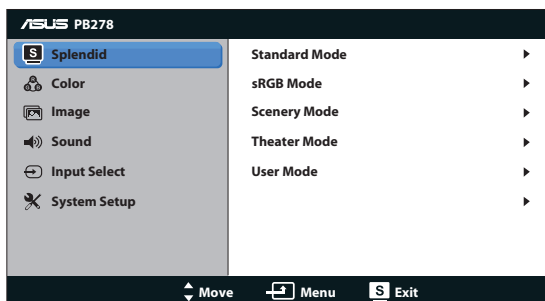 ASUS PB278
S Splendid
Color
Image
Sound
Input Select
System Setup
Standard Mode
sRGB Mode
Scenery Mode
Theater Mode
User Mode
Move Menu S Exit